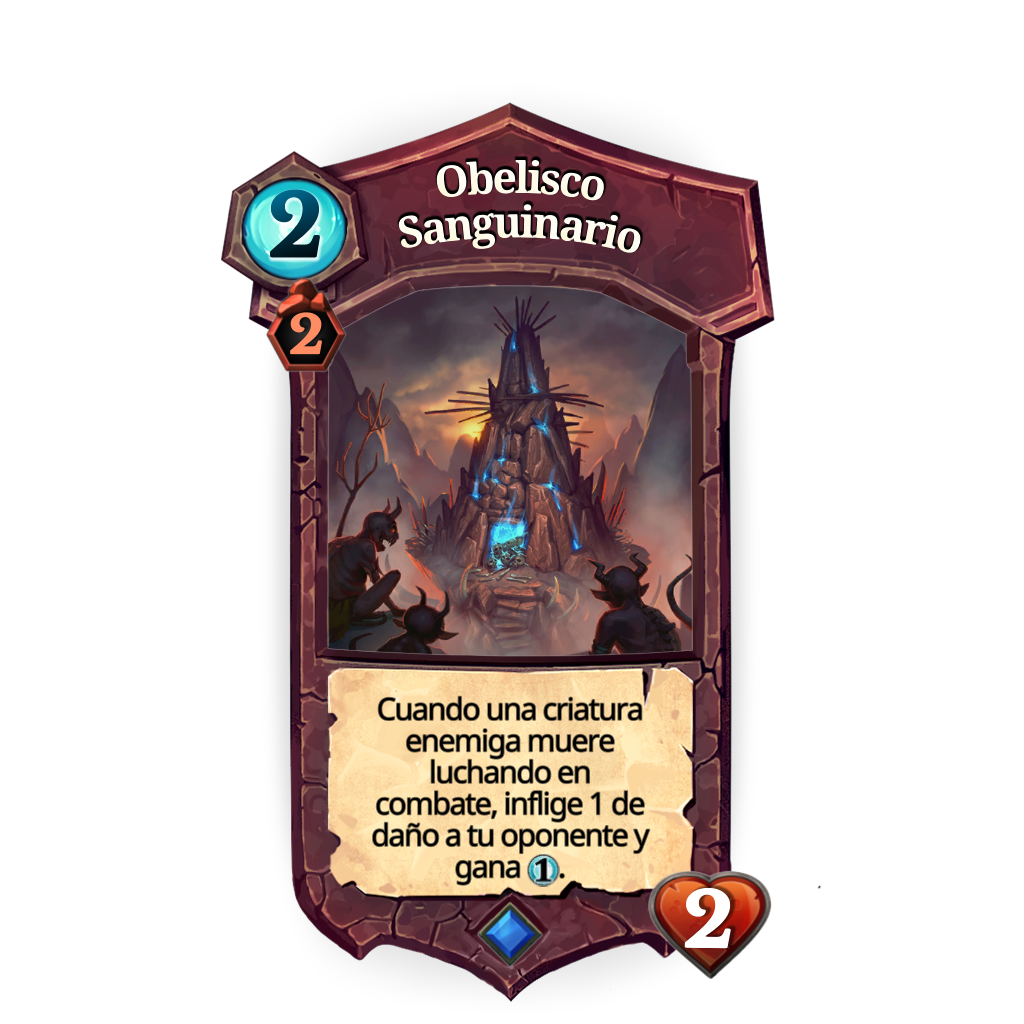 Obelisco
Sanguinario
2
2
Cuando una criatura
enemiga muere
luchando en
combate, inflige 1 de
daño a tu oponente y
gana 1.
2